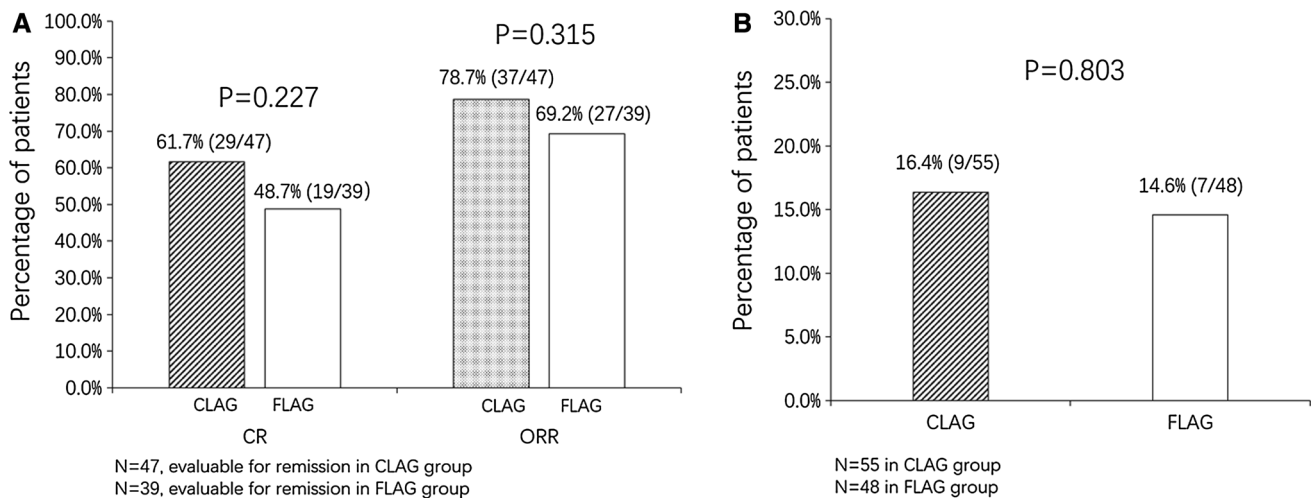 A
Percentage of patients
100.0%
90.0%
80.0%
70.0%
60.0%
50.0%
40.0%
30.0%
20.0%
10.0%
0.0%
P=0.227
P=0.315
61.7% (29/47)
48.7% (19/39)
78.7% (37/47)
69.2% (27/39)
CLAG FLAG CLAG FLAG
CR ORR
N=47, evaluable for remission in CLAG group
N=39, evaluable for remission in FLAG group
B
Percentage of patients
30.0%
25.0%
20.0%
15.0%
10.0%
5.0%
0.0%
P=0.803
16.4% (9/55)
14.6% (7/48)
CLAG FLAG
N=55 in CLAG group
N=48 in FLAG group